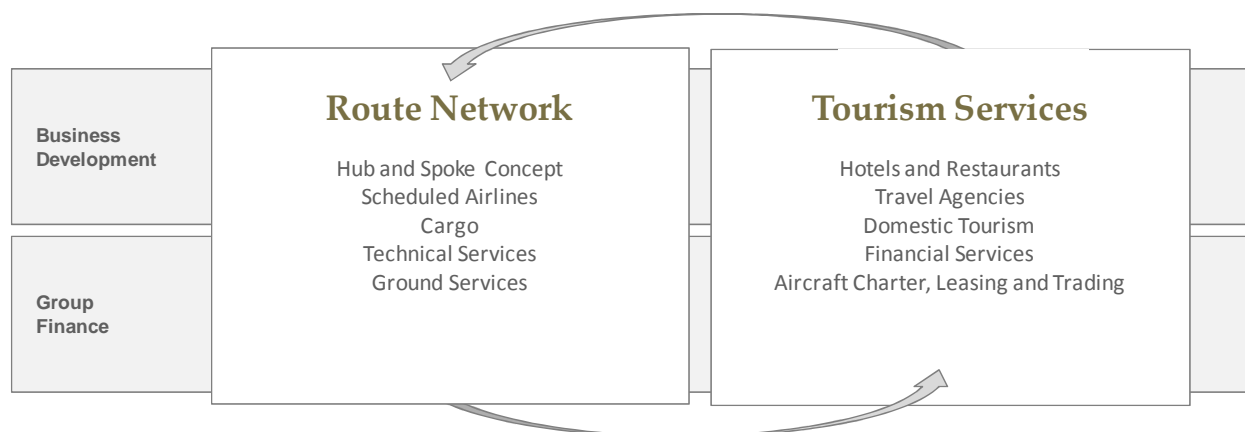 Business
Development
Group
Finance
Route Network
Hub and Spoke Concept
Scheduled Airlines
Cargo
Technical Services
Ground Services
Tourism Services
Hotels and Restaurants
Travel Agencies
Domestic Tourism
Financial Services
Aircraft Charter, Leasing and Trading